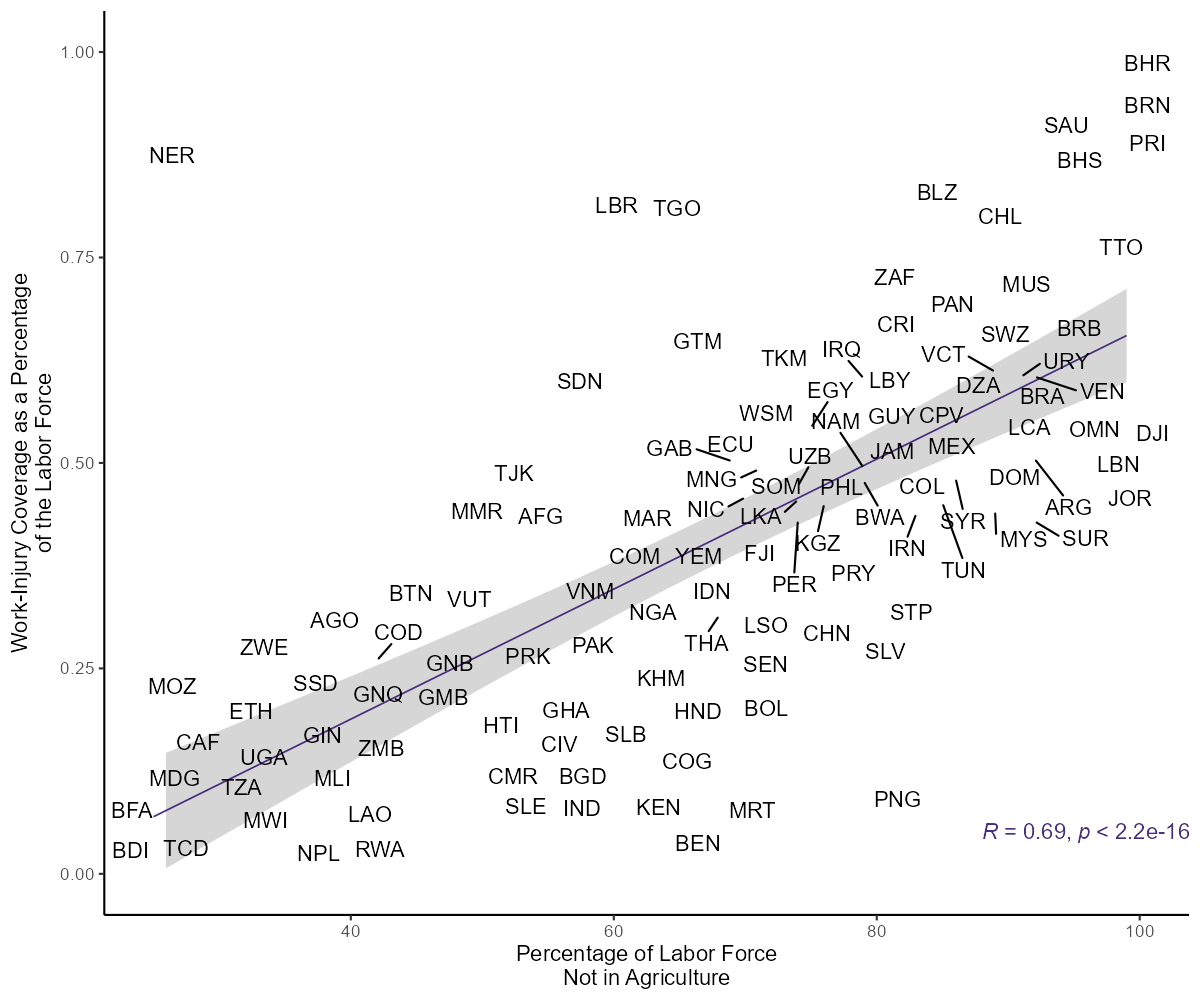 1.00
0.75
0.50
0.25
0.00
Work-Injury Coverage as a Percentage
of the Labor Force
BHR
BRN
SAU
PRI
NER
BHS
BLZ
LBR
TGO
CHL
TTO
ZAF
MUS
PAN
CRI
BRB
SWZ
GTM
IRQ
TKM
VCT
URY
SDN
LBY
DZA
EGY
VEN
BRA
WSM
GUY
CPV
NAM
LCA
OMN
DJI
GAB
ECU
MEX
JAM
UZB
LBN
TJK
MNG
DOM
SOM
PHL
COL
JOR
MMR
AFG
MAR
NIC
LKA
BWA
SYR
ARG
COM
YEM
FJI
KGZ
IRN
MYS
SUR
PER
PRY
TUN
BTN
VUT
VNM
IDN
AGO
NGA
STP
COD
LSO
CHN
ZWE
PAK
THA
SLV
GNB
PRK
SEN
MOZ
SSD
GNQ
GMB
KHM
ETH
GHA
HND
BOL
HTI
CAF
GIN
ZMB
CIV
SLB
UGA
COG
MDG
TZA
MLI
CMR
BGD
BFA
MWI
LAO
SLE
IND
KEN
MRT
PNG
BDI
TCD
NPL
RWA
BEN
R = 0.69, p < 2.2e-16
40
60
80
100
Percentage of Labor Force
Not in Agriculture